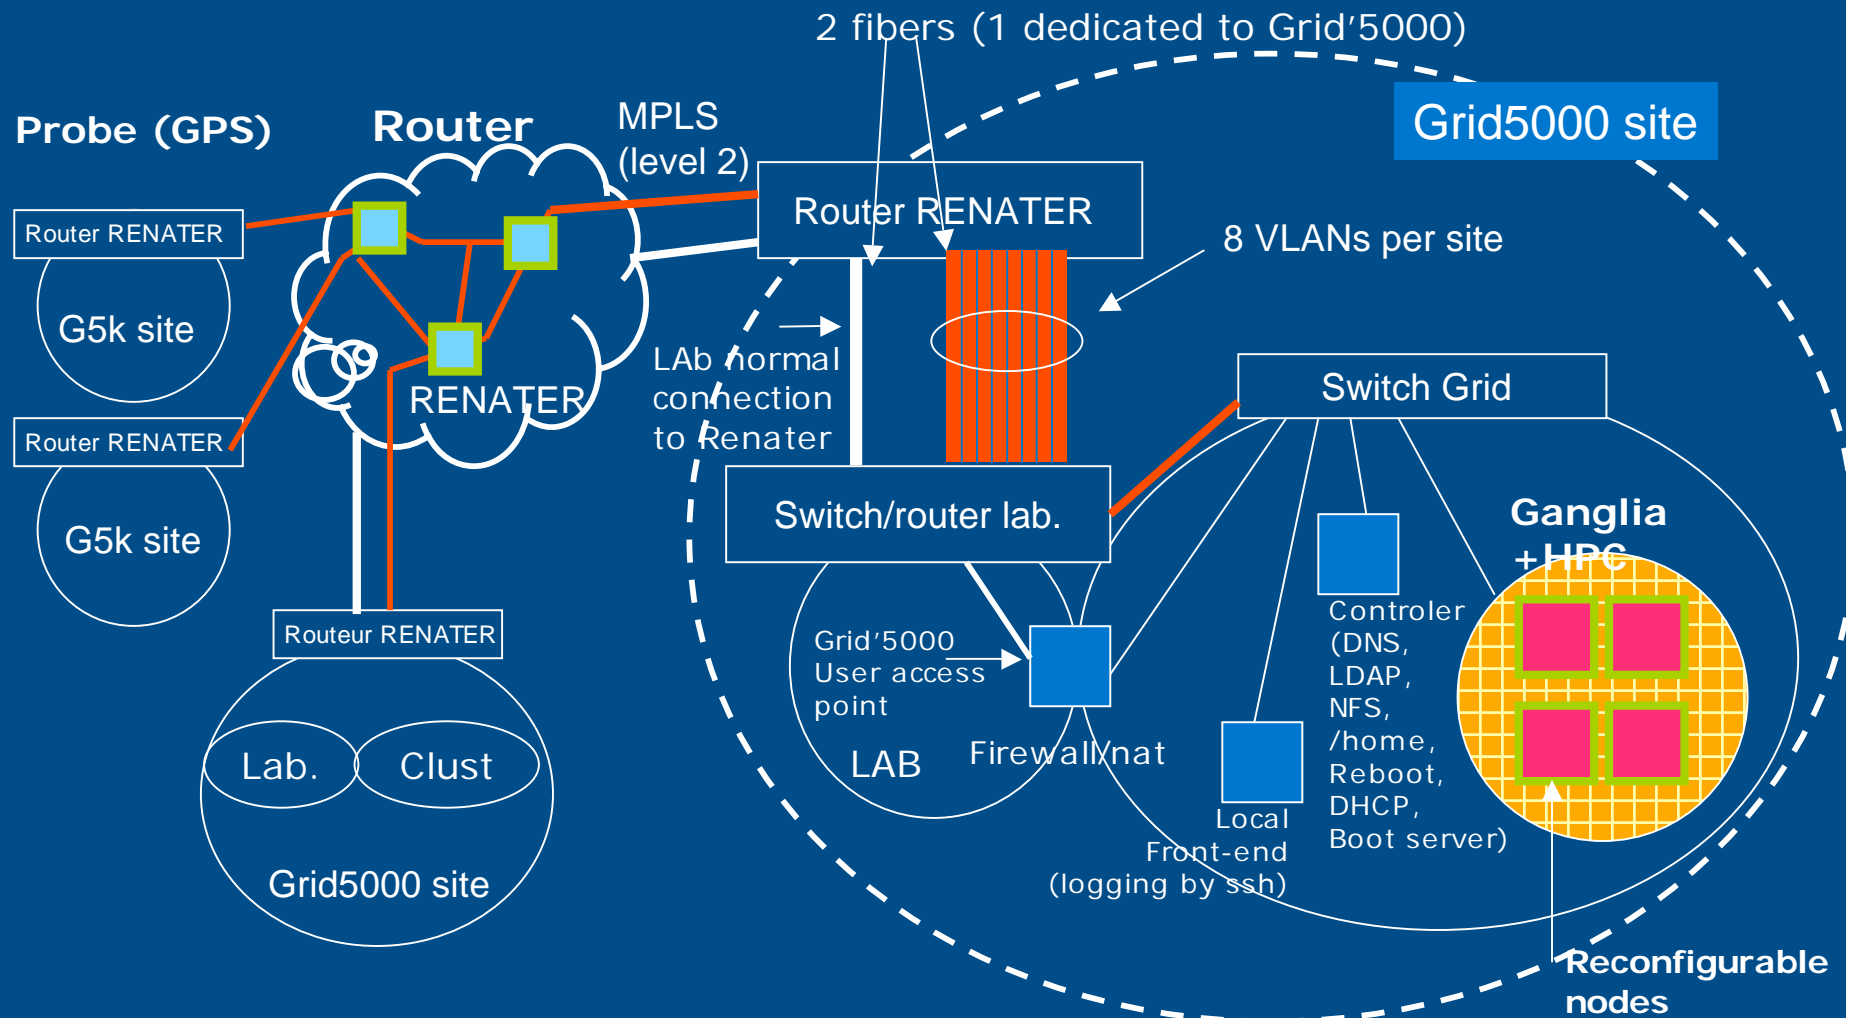 2 fibers (1 dedicated to Grid'5000)
Grid5000 site
Probe (GPS)
Router
MPLS
(level 2)
Router RENATER
G5k site
Router RENATER
G5k site
RENATER
Router RENATER
8 VLANs per site
LAb normal
connection
to Renater
Switch Grid
Switch/router lab.
Ganglia
+HPC
Controler
(DNS,
LDAP,
NFS,
/home,
Reboot,
DHCP,
Boot server)
Grid'5000
User access
point
LAB
Firewall/nat
Local
Front-end
(logging by ssh)
Routeur RENATER
Lab.
Clust
Grid5000 site
Reconfigurable
nodes